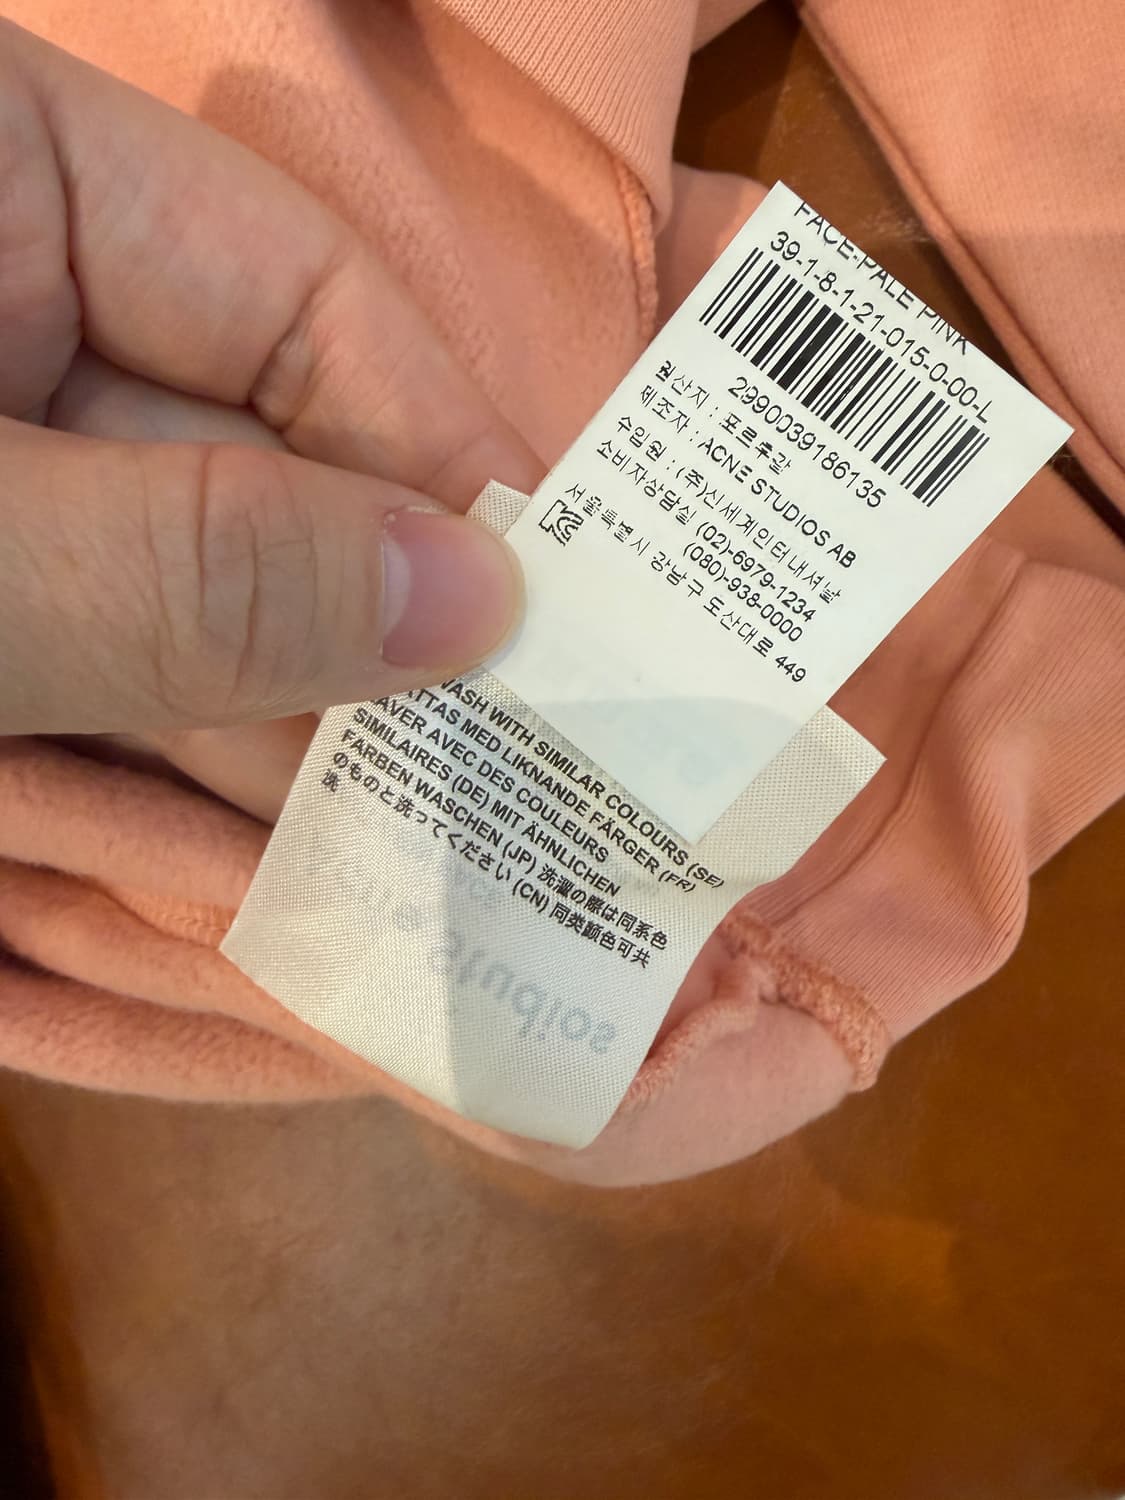 FACE-PALE PINK
39-1-8-1-21-015-0-00-L
2990039186135
원산지 : 포르투갈
제조자 : ACNE STUDIOS AB
수입원 : (주)신세계인터내셔날
소비자상담실 (02)-6979-1234
(080)-938-0000
서울특별시 강남구 도산대로 449
WASH WITH SIMILAR COLOURS (SE)
TTAS MED LIKNANDE FÄRGER (FR)
LAVER AVEC DES COULEURS
SIMILAIRES (DE) MIT ÄHNLICHEN
FARBEN WASCHEN (JP) 洗濯の際は同系色
のものと洗ってください (CN) 同类颜色可共
洗